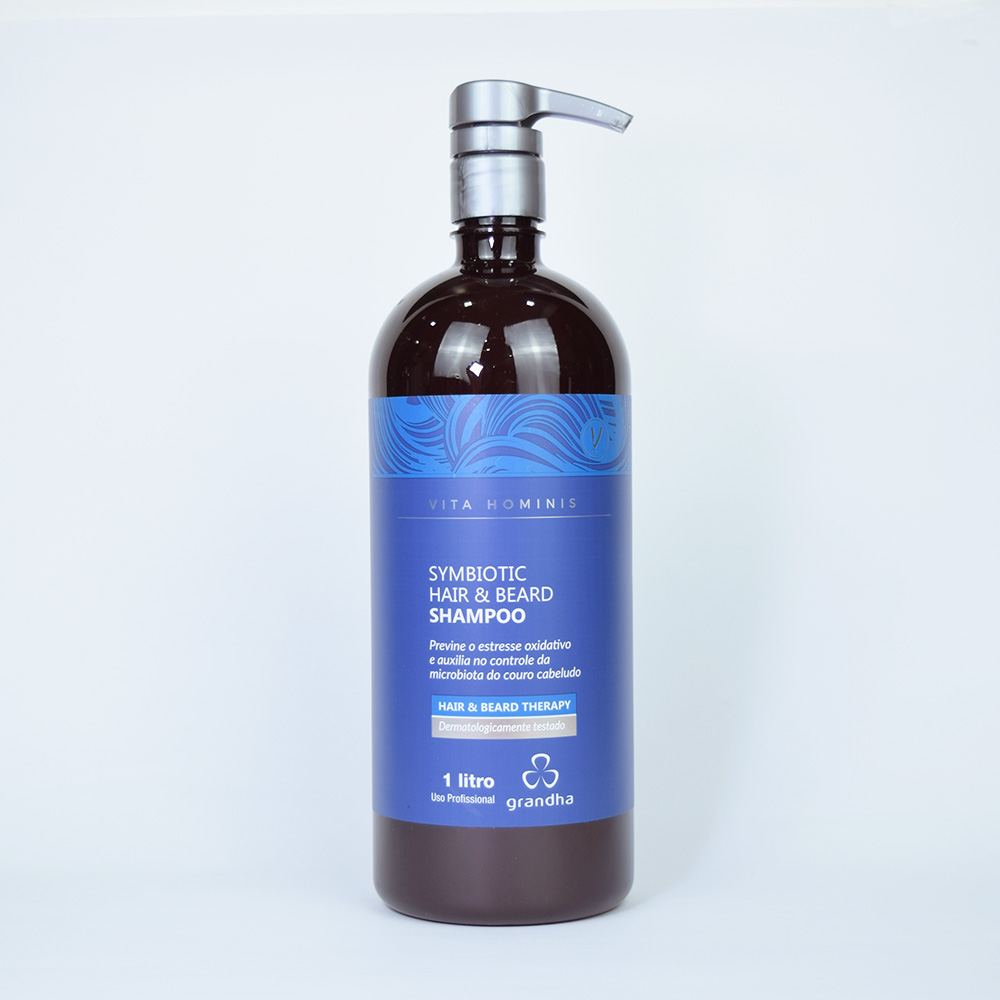 V
VITA HOMINIS
SYMBIOTIC
HAIR & BEARD
SHAMPOO
Previne o estresse oxidativo
e auxilia no controle da
microbiota do couro cabeludo
HAIR & BEARD THERAPY
Dermatologicamente testado
1 litro
Uso Profissional
grandha